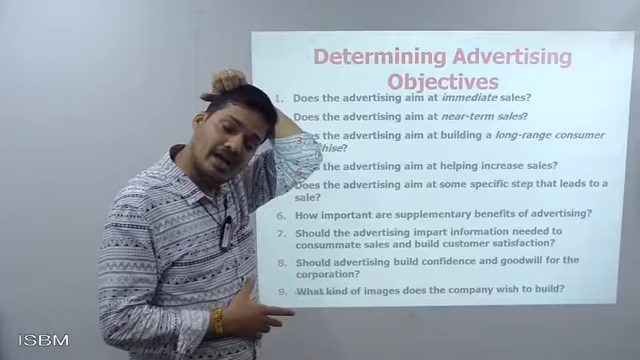 Determining Advertising
Objectives
1. Does the advertising aim at immediate sales?
Does the advertising aim at near-term sales?
the advertising aim at building a long-range consumer
the advertising aim at helping increase sales?
Does the advertising aim at some specific step that leads to a
sale?
6. How important are supplementary benefits of advertising?
7. Should the advertising impart information needed to
consummate sales and build customer satisfaction?
8. Should advertising build confidence and goodwill for the
corporation?
9. What kind of images does the company wish to build?
ISBM